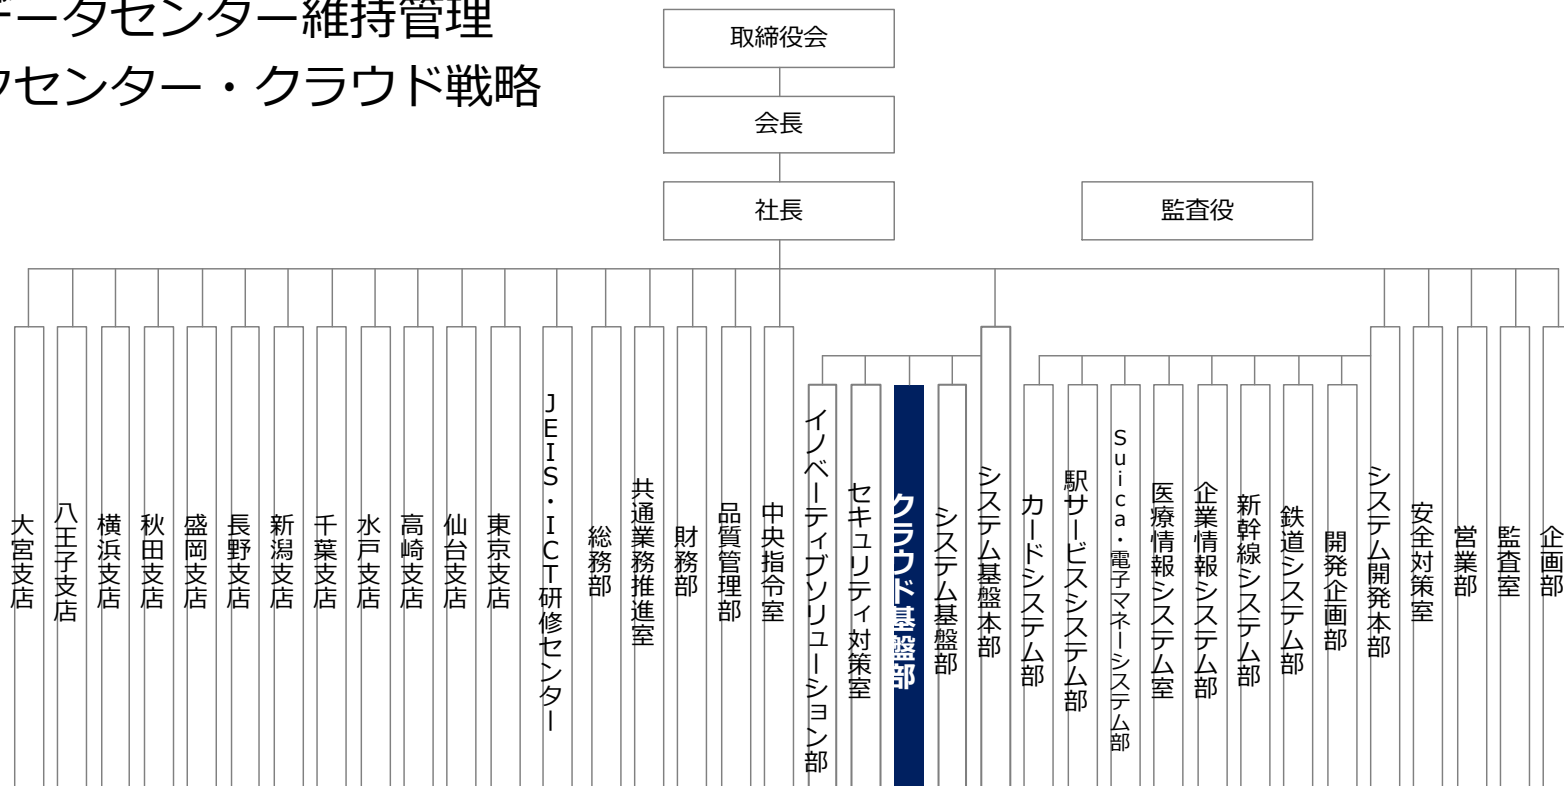 データセンター維持管理
クセンター・クラウド戦略
取締役会
会長
社長
監査役
大宮支店
八王子支店
横浜支店
秋田支店
盛岡支店
長野支店
新潟支店
千葉支店
水戸支店
高崎支店
仙台支店
東京支店
JEIS・ICT研修センター
総務部
共通業務推進室
財務部
品質管理部
中央指令室
イノベーティブソリューション部
セキュリティ対策室
クラウド基盤部
システム基盤部
システム基盤本部
カードシステム部
駅サービスシステム部
Suica・電子マネーシステム部
医療情報システム室
企業情報システム部
新幹線システム部
鉄道システム部
開発企画部
システム開発本部
安全対策室
営業部
監査室
企画部